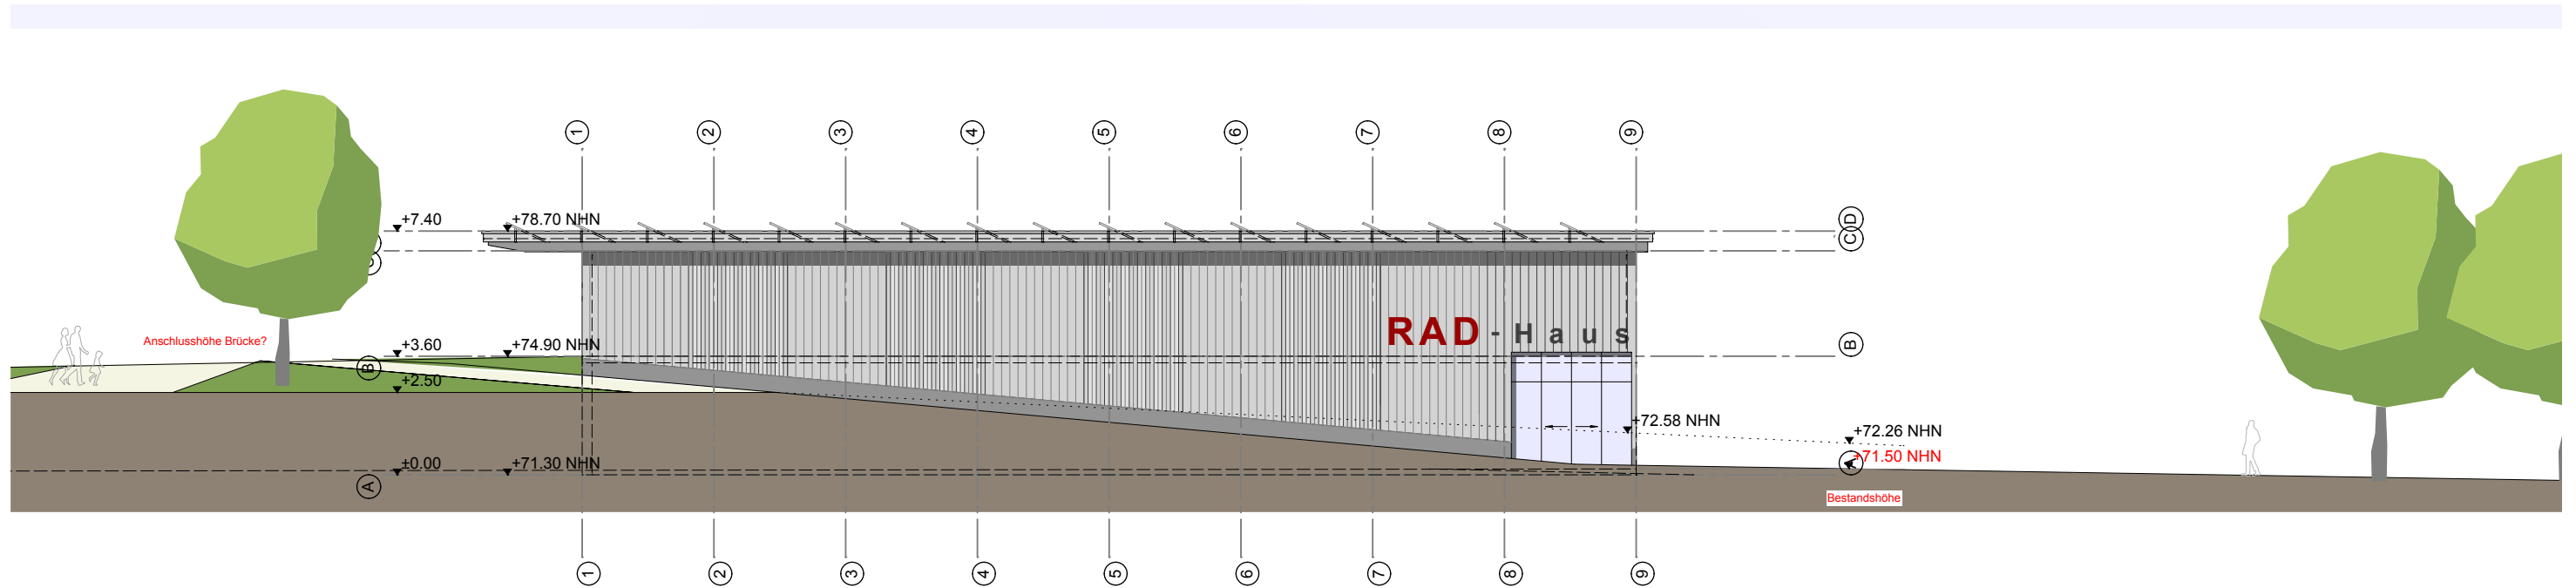 1 2 3 4 5 6 7 8 9
+7.40 +78.70 NHN D
C
RAD - Haus
Anschlusshöhe Brücke?
+3.60 +74.90 NHN B
B
+2.50
+72.58 NHN
+72.26 NHN
+71.50 NHN
±0.00 +71.30 NHN A
A
Bestandshöhe
1 2 3 4 5 6 7 8 9